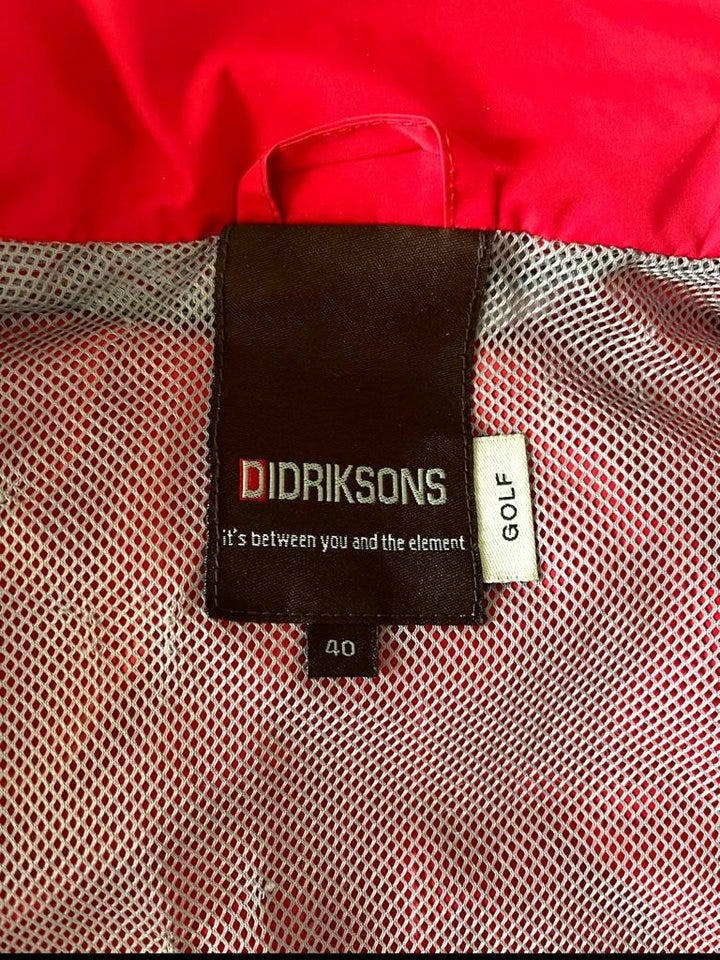 DIDRIKSONS
it's between you and the element
GOLF
40